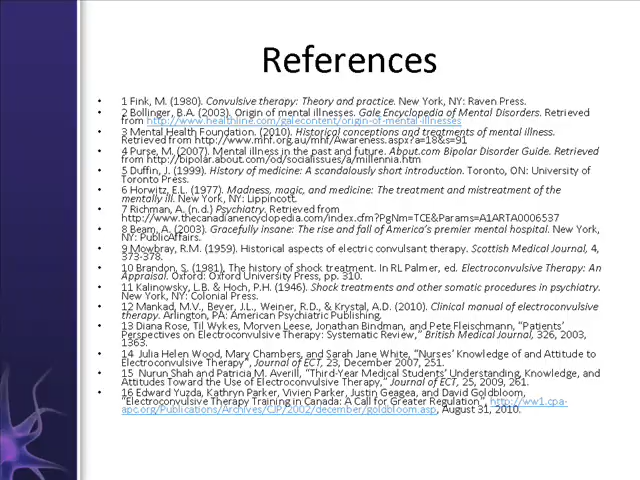 References
• 1 Fink, M. (1980). Convulsive therapy: Theory and practice. New York, NY: Raven Press.
• 2 Bollinger, B.A. (2003). Origin of mental illnesses. Gale Encyclopedia of Mental Disorders. Retrieved
from http://www.healthline.com/galecontent/origin-of-mental-illnesses
• 3 Mental Health Foundation. (2010). Historical conceptions and treatments of mental illness.
Retrieved from http://www.mhf.org.au/mhf/Awareness.aspx?a=18&s=91
• 4 Purse, M. (2007). Mental illness in the past and future. About.com Bipolar Disorder Guide. Retrieved
from http://bipolar.about.com/od/socialissues/a/millennia.htm
• 5 Duffin, J. (1999). History of medicine: A scandalously short introduction. Toronto, ON: University of
Toronto Press.
• 6 Horwitz, E.L. (1977). Madness, magic, and medicine: The treatment and mistreatment of the
mentally ill. New York, NY: Lippincott.
• 7 Richman, A. (n.d.) Psychiatry. Retrieved from
http://www.thecanadianencyclopedia.com/index.cfm?PgNm=TCE&Params=A1ARTA0006537
• 8 Beam, A. (2003). Gracefully insane: The rise and fall of America's premier mental hospital. New York,
NY: PublicAffairs.
• 9 Mowbray, R.M. (1959). Historical aspects of electric convulsant therapy. Scottish Medical Journal, 4,
373-378.
• 10 Brandon, S. (1981). The history of shock treatment. In RL Palmer, ed. Electroconvulsive Therapy: An
Appraisal. Oxford: Oxford University Press, pp. 310.
• 11 Kalinowsky, L.B. & Hoch, P.H. (1946). Shock treatments and other somatic procedures in psychiatry.
New York, NY: Colonial Press.
• 12 Mankad, M.V., Beyer, J.L., Weiner, R.D., & Krystal, A.D. (2010). Clinical manual of electroconvulsive
therapy. Arlington, PA: American Psychiatric Publishing.
• 13 Diana Rose, Til Wykes, Morven Leese, Jonathan Bindman, and Pete Fleischmann, "Patients'
Perspectives on Electroconvulsive Therapy: Systematic Review," British Medical Journal, 326, 2003,
1363.
• 14 Julia Helen Wood, Mary Chambers, and Sarah Jane White, "Nurses' Knowledge of and Attitude to
Electroconvulsive Therapy", Journal of ECT, 23, December 2007, 251.
• 15 Nurun Shah and Patricia M. Averill, "Third-Year Medical Students' Understanding, Knowledge, and
Attitudes Toward the Use of Electroconvulsive Therapy," Journal of ECT, 25, 2009, 261.
• 16 Edward Yuzda, Kathryn Parker, Vivien Parker, Justin Geagea, and David Goldbloom,
"Electroconvulsive Therapy Training in Canada: A Call for Greater Regulation", http://ww1.cpa-
apc.org/Publications/Archives/CJP/2002/december/goldbloom.asp, August 31, 2010.